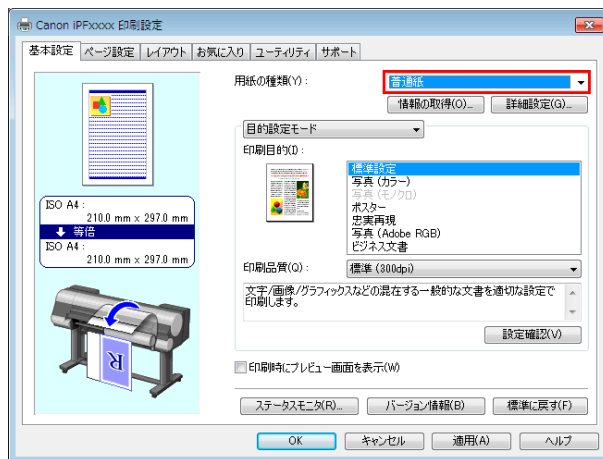 Canon iPFxxxx 印刷設定
基本設定 ページ設定 レイアウト お気に入り ユーティリティ サポート
用紙の種類(Y)： 普通紙
情報の取得(O)... 詳細設定(G)...
目的設定モード
印刷目的(I)：
標準設定
写真 (カラー)
写真 (モノクロ)
ポスター
忠実再現
写真 (Adobe RGB)
ビジネス文書
ISO A4 :
210.0 mm x 297.0 mm
等倍
ISO A4 :
210.0 mm x 297.0 mm
印刷品質(Q)： 標準 (300dpi)
文字/画像/グラフィックスなどの混在する一般的な文書を適切な設定で
印刷します。
設定確認(V)
R
印刷時にプレビュー画面を表示(W)
ステータスモニタ(R)... バージョン情報(B) 標準に戻す(F)
OK キャンセル 適用(A) ヘルプ